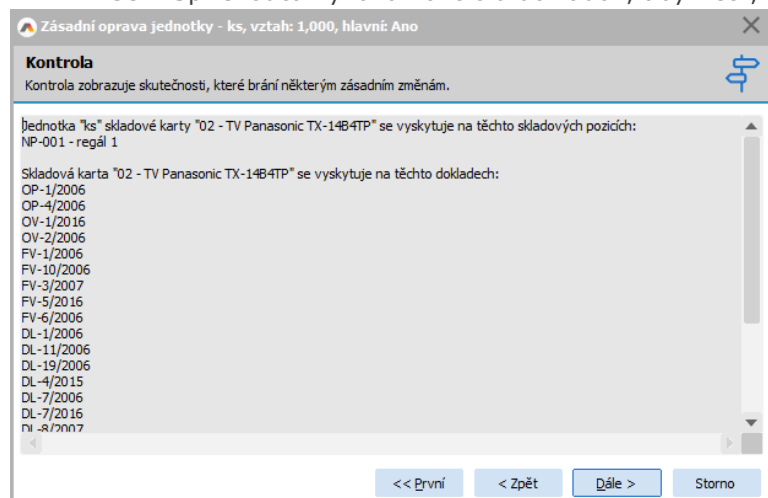 Zásadní oprava jednotky - ks, vztah: 1,000, hlavní: Ano
Kontrola
Kontrola zobrazuje skutečnosti, které brání některým zásadním změnám.
Jednotka "ks" skladové karty "02 - TV Panasonic TX-14B4TP" se vyskytuje na těchto skladových pozicích:
NP-001 - regál 1
Skladová karta "02 - TV Panasonic TX-14B4TP" se vyskytuje na těchto dokladech:
OP-1/2006
OP-4/2006
OV-1/2016
OV-2/2006
FV-1/2006
FV-10/2006
FV-3/2007
FV-5/2016
FV-6/2006
DL-1/2006
DL-11/2006
DL-19/2006
DL-4/2015
DL-7/2006
DL-7/2016
DL-8/2007
<< První < Zpět Dále > Storno